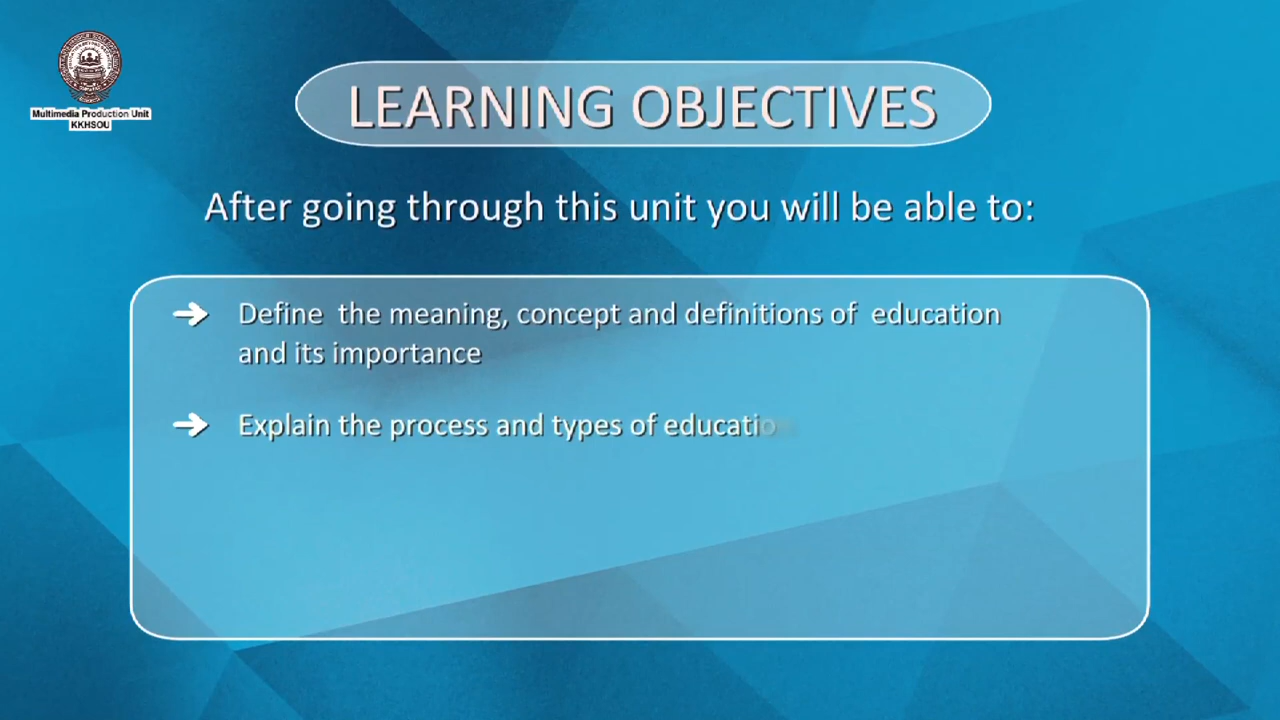 Multimedia Production Unit
KKHSOU
LEARNING OBJECTIVES
After going through this unit you will be able to:
Define the meaning, concept and definitions of education
and its importance
Explain the process and types of educatio